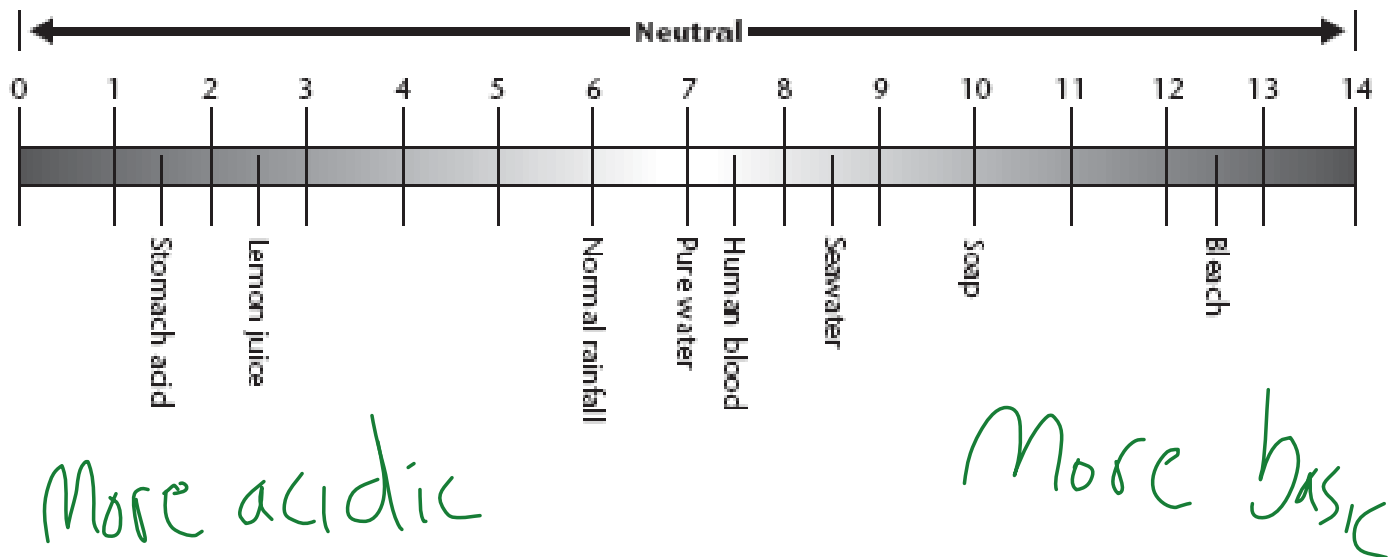 Neutral
0 1 2 3 4 5 6 7 8 9 10 11 12 13 14
Stomach acid
Lemon juice
Normal rainfall
Pure water
Human blood
Seawater
Soap
Bleach
More acidic
More basic